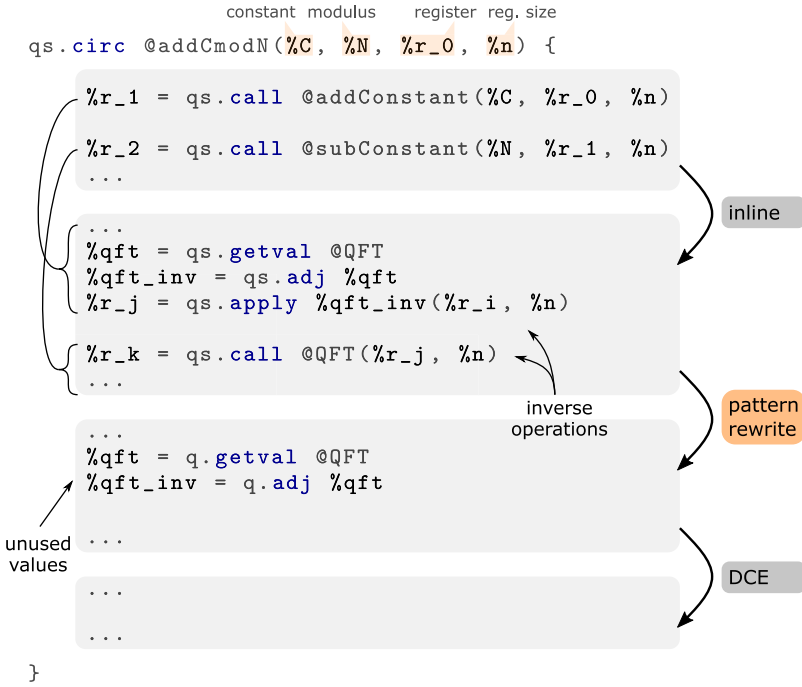 constant modulus register reg. size
qs.circ @addCmodN(%C, %N, %r_0, %n) {
%r_1 = qs.call @addConstant(%C, %r_0, %n)
%r_2 = qs.call @subConstant(%N, %r_1, %n)
...
inline
...
%qft = qs.getval @QFT
%qft_inv = qs.adj %qft
%r_j = qs.apply %qft_inv(%r_i, %n)
%r_k = qs.call @QFT(%r_j, %n)
...
inverse
operations
pattern
rewrite
...
%qft = q.getval @QFT
%qft_inv = q.adj %qft
...
unused
values
DCE
...
...
}